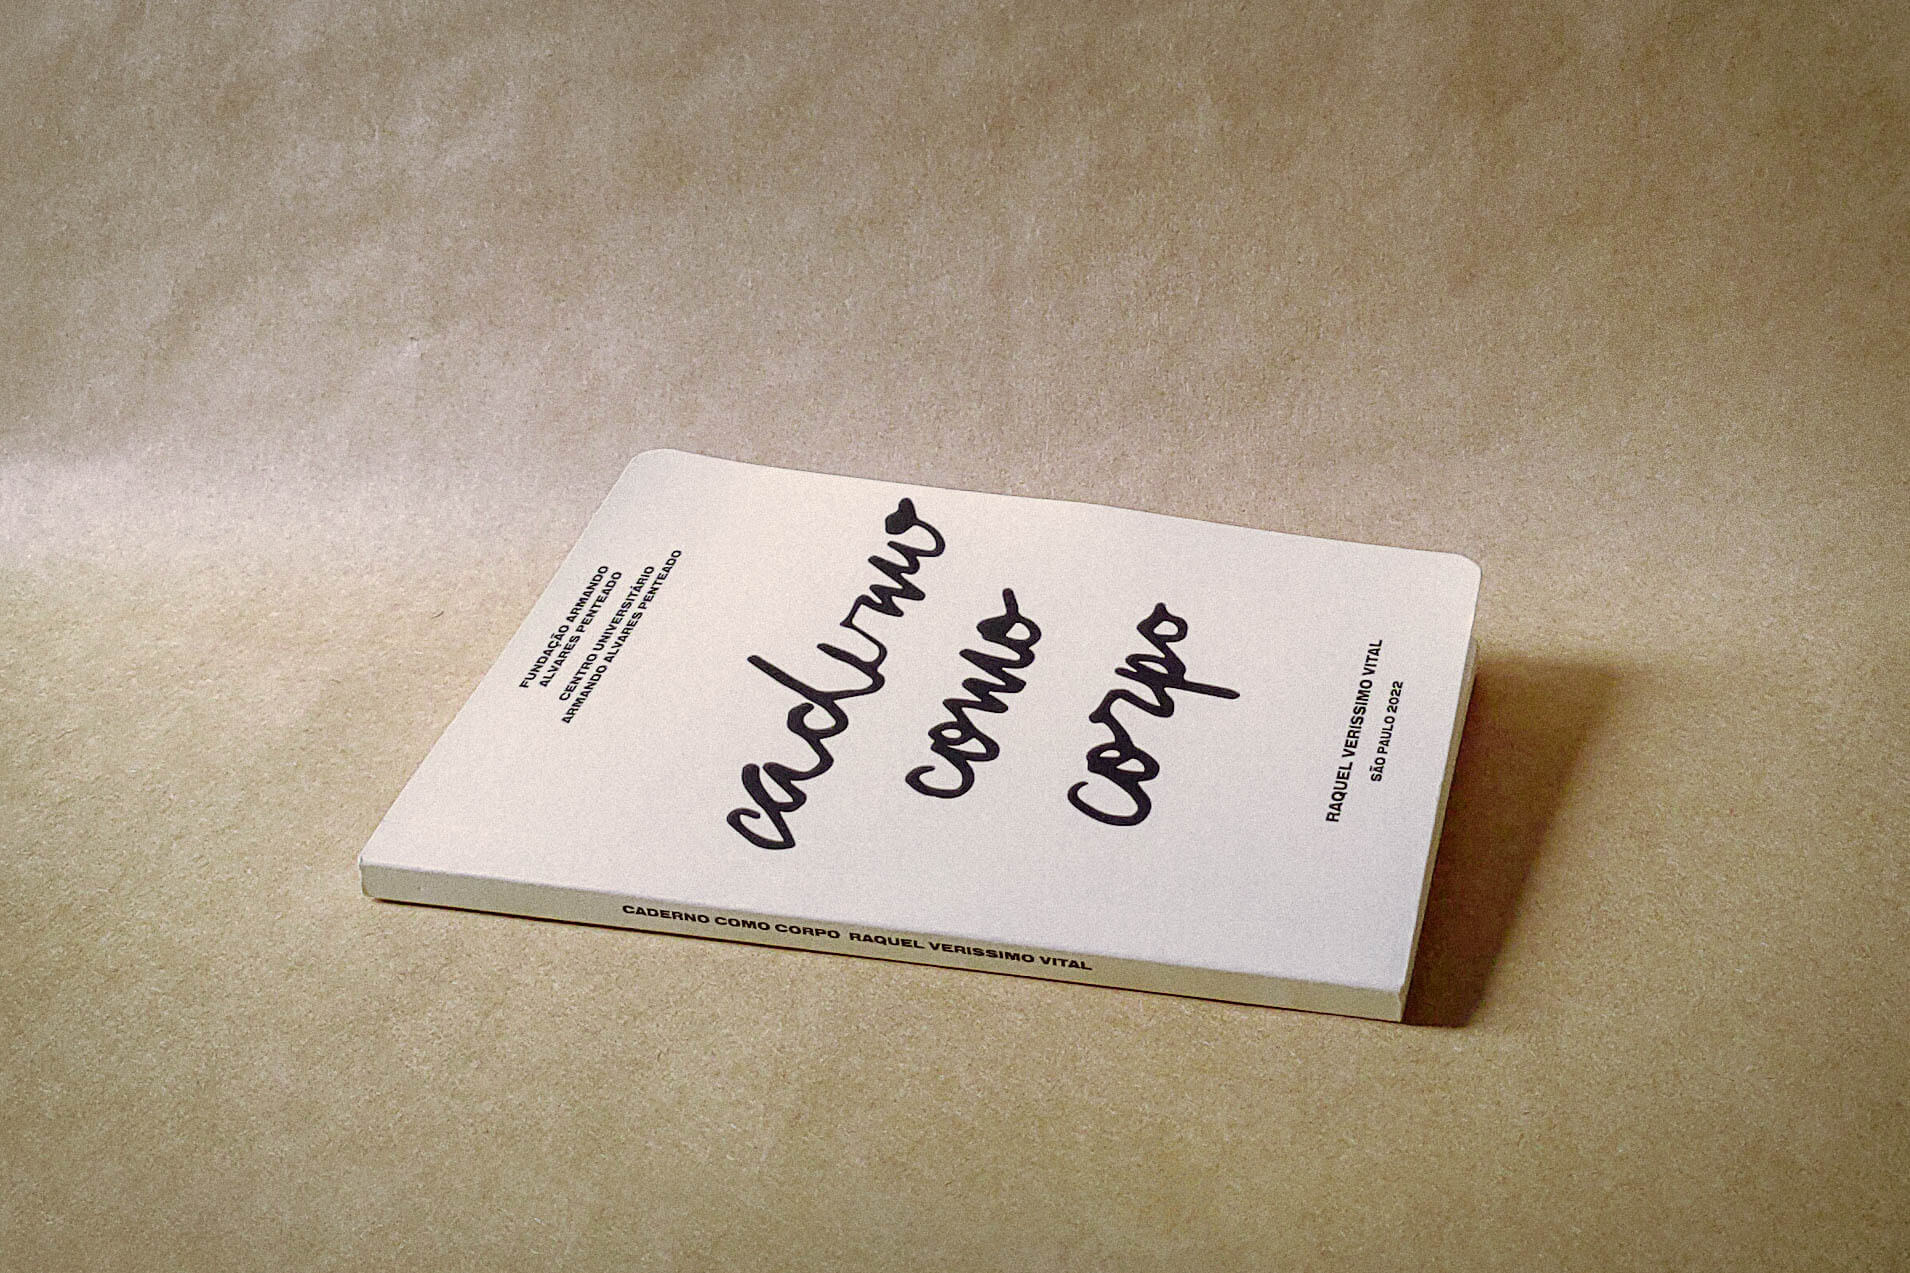 FUNDAÇÃO ARMANDO
ALVARES PENTEADO
CENTRO UNIVERSITÁRIO
ARMANDO ALVARES PENTEADO
caderno
como
corpo
RAQUEL VERISSIMO VITAL
SÃO PAULO 2022
CADERNO COMO CORPO RAQUEL VERISSIMO VITAL